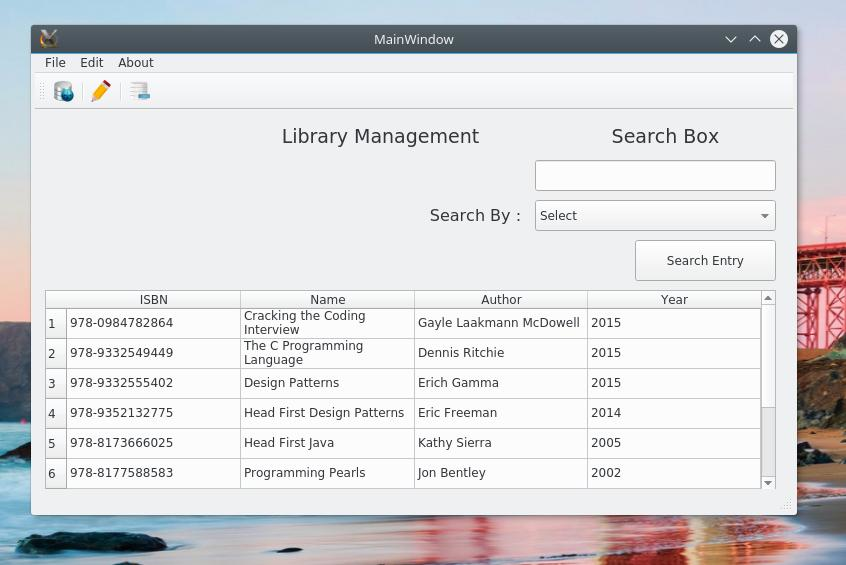 MainWindow
File Edit About
Library Management
Search Box
Search By :
Select
Search Entry
ISBN Name Author Year
1 978-0984782864 Cracking the Coding Interview Gayle Laakmann McDowell 2015
2 978-9332549449 The C Programming Language Dennis Ritchie 2015
3 978-9332555402 Design Patterns Erich Gamma 2015
4 978-9352132775 Head First Design Patterns Eric Freeman 2014
5 978-8173666025 Head First Java Kathy Sierra 2005
6 978-8177588583 Programming Pearls Jon Bentley 2002